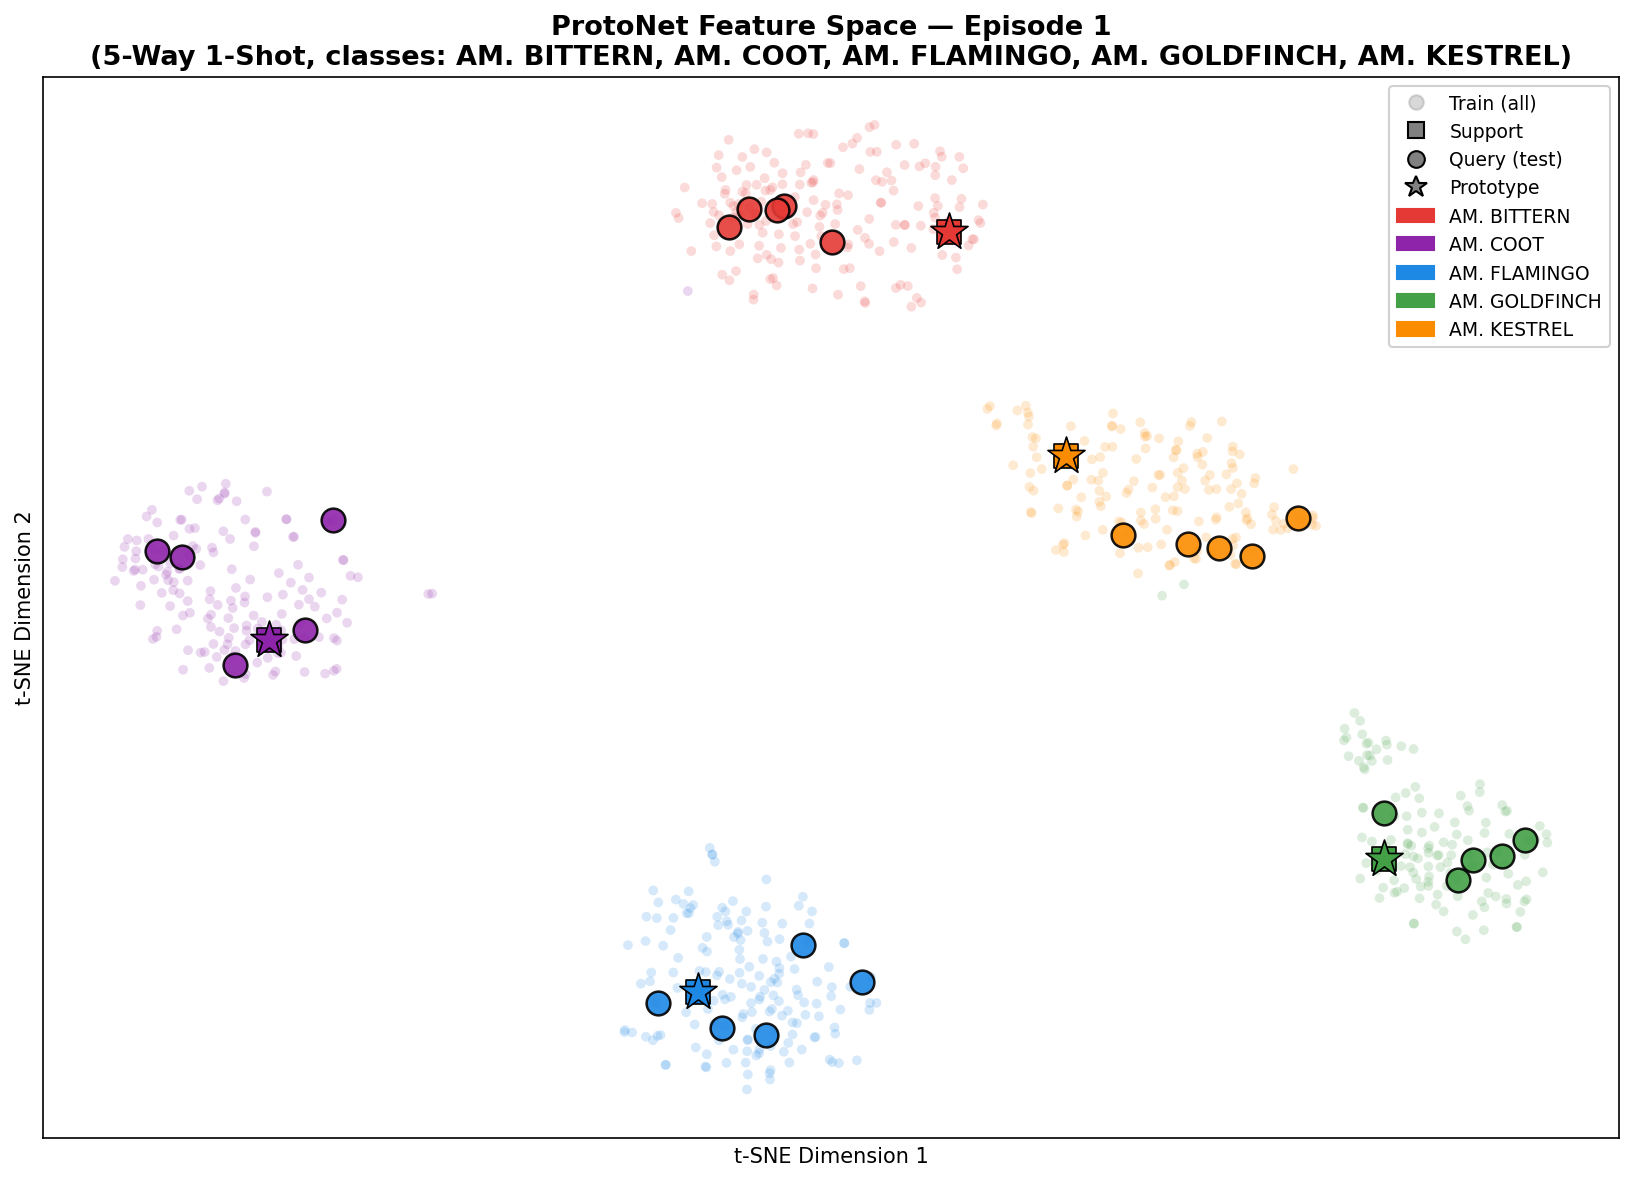 ProtoNet Feature Space — Episode 1
(5-Way 1-Shot, classes: AM. BITTERN, AM. COOT, AM. FLAMINGO, AM. GOLDFINCH, AM. KESTREL)
Train (all)
Support
Query (test)
Prototype
AM. BITTERN
AM. COOT
AM. FLAMINGO
AM. GOLDFINCH
AM. KESTREL
t-SNE Dimension 2
t-SNE Dimension 1